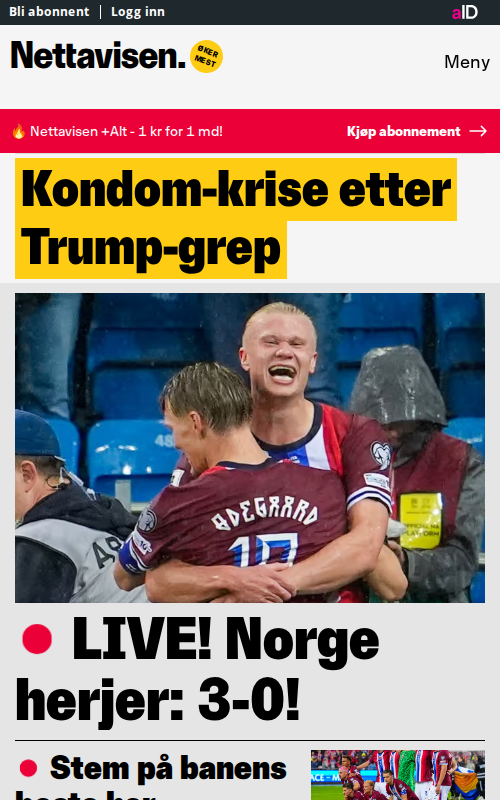 Bli abonnent | Logg inn
aID
Nettavisen.
ØKER
MEST
Meny
🔥 Nettavisen +Alt - 1 kr for 1 md!
Kjøp abonnement →
Kondom-krise etter
Trump-grep
48
ØDEGAARD
10
LIVE! Norge
herjer: 3-0!
Stem på banens